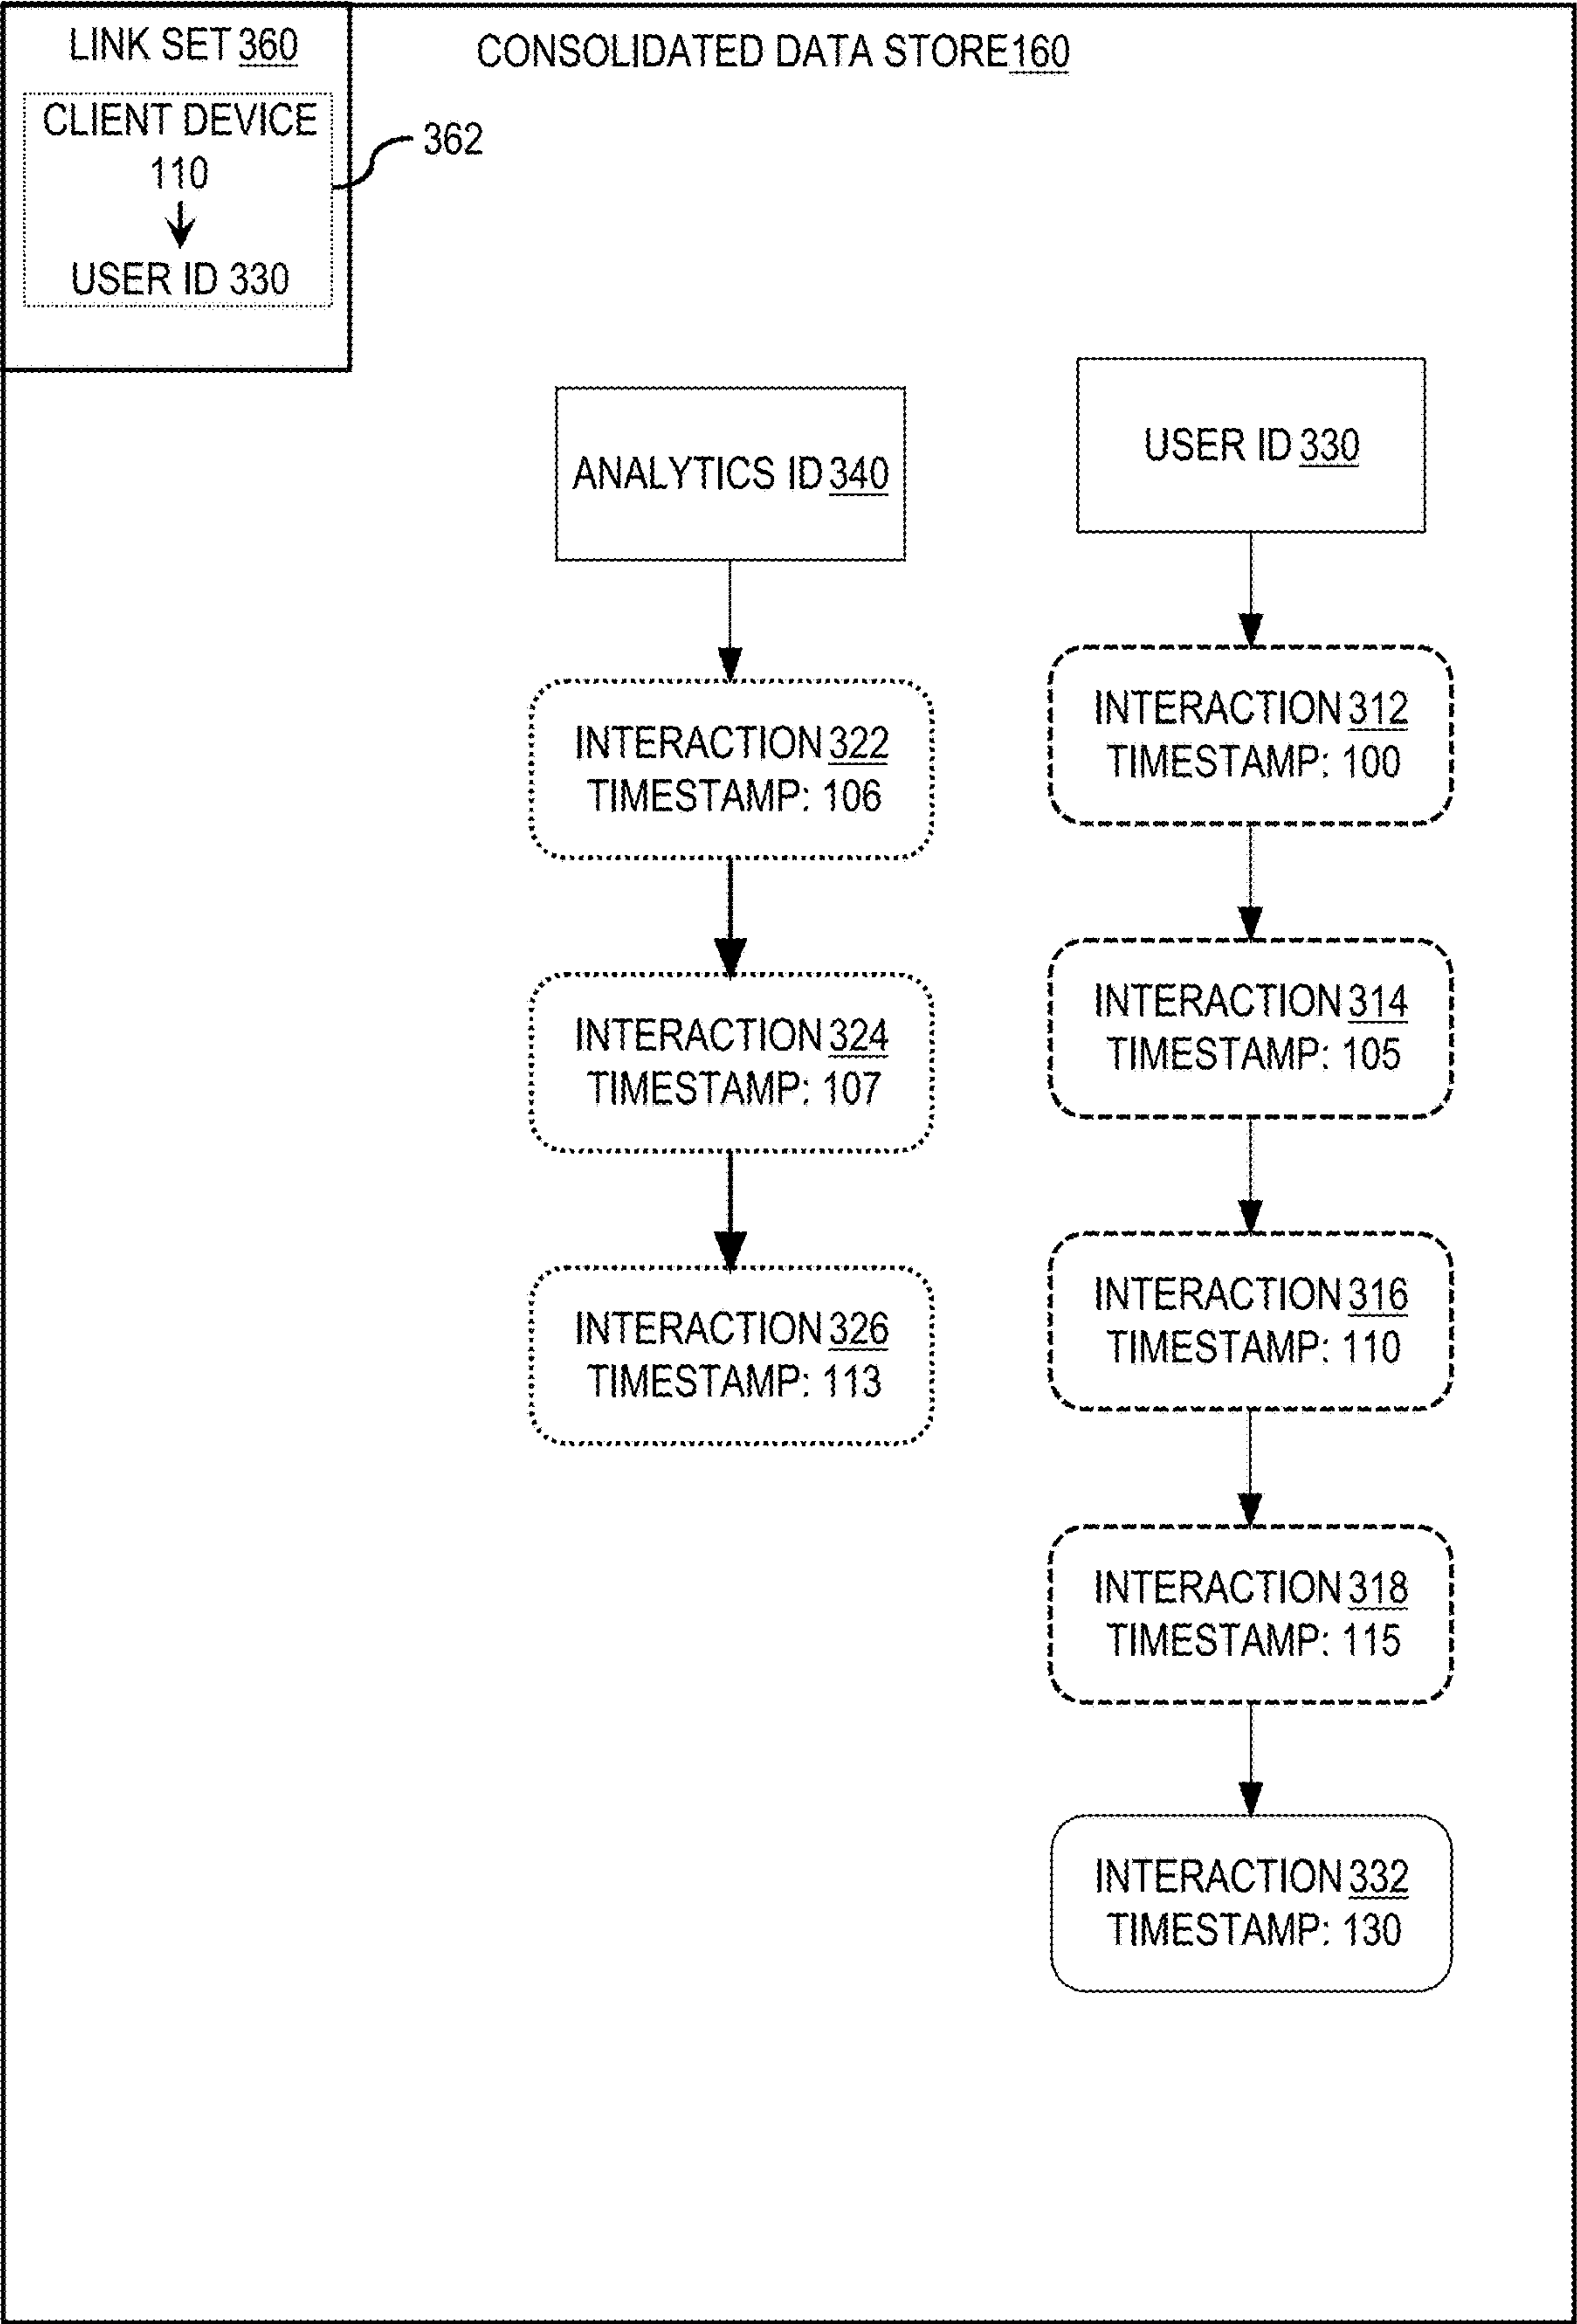 LINK SET 360
CONSOLIDATED DATA STORE 160
CLIENT DEVICE
110
USER ID 330
362
ANALYTICS ID 340
INTERACTION 322
TIMESTAMP: 106
INTERACTION 324
TIMESTAMP: 107
INTERACTION 326
TIMESTAMP: 113
USER ID 330
INTERACTION 312
TIMESTAMP: 100
INTERACTION 314
TIMESTAMP: 105
INTERACTION 316
TIMESTAMP: 110
INTERACTION 318
TIMESTAMP: 115
INTERACTION 332
TIMESTAMP: 130